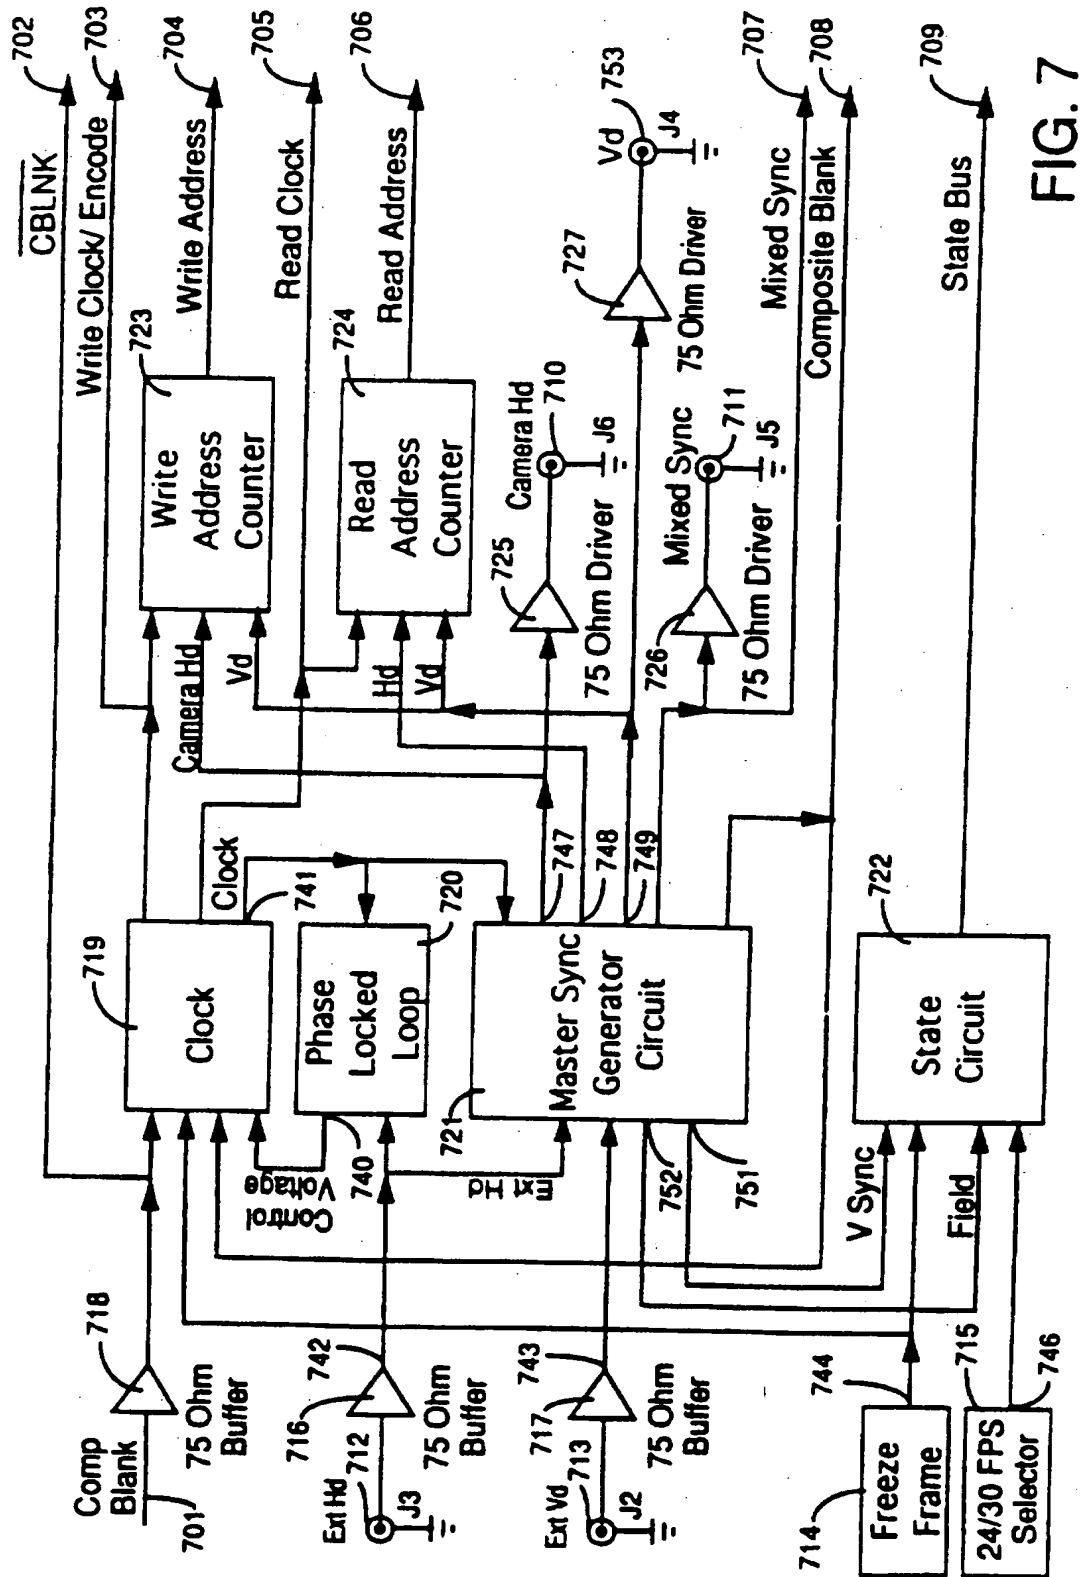 CBLNK
702
Write Clock/ Encode
703
723
Write
Address
Counter
Write Address
704
Read Clock
705
724
Read
Address
Counter
Read Address
706
Camera Hd
Vd
Hd
Vd
719
Clock
Clock
741
Comp
Blank
701
718
75 Ohm
Buffer
Control
Voltage
740
Phase
Locked
Loop
720
Ext Hd
712
J3
716
742
75 Ohm
Buffer
721
Master Sync
Generator
Circuit
747
748
749
752
751
Ext Vd
713
J2
717
743
75 Ohm
Buffer
725
75 Ohm Driver
Camera Hd
710
J6
726
75 Ohm Driver
Mixed Sync
711
J5
727
75 Ohm Driver
Vd
753
J4
Mixed Sync
707
Composite Blank
708
V Sync
Field
722
State
Circuit
State Bus
709
714
Freeze
Frame
744
715
24/30 FPS
Selector
746
FIG. 7